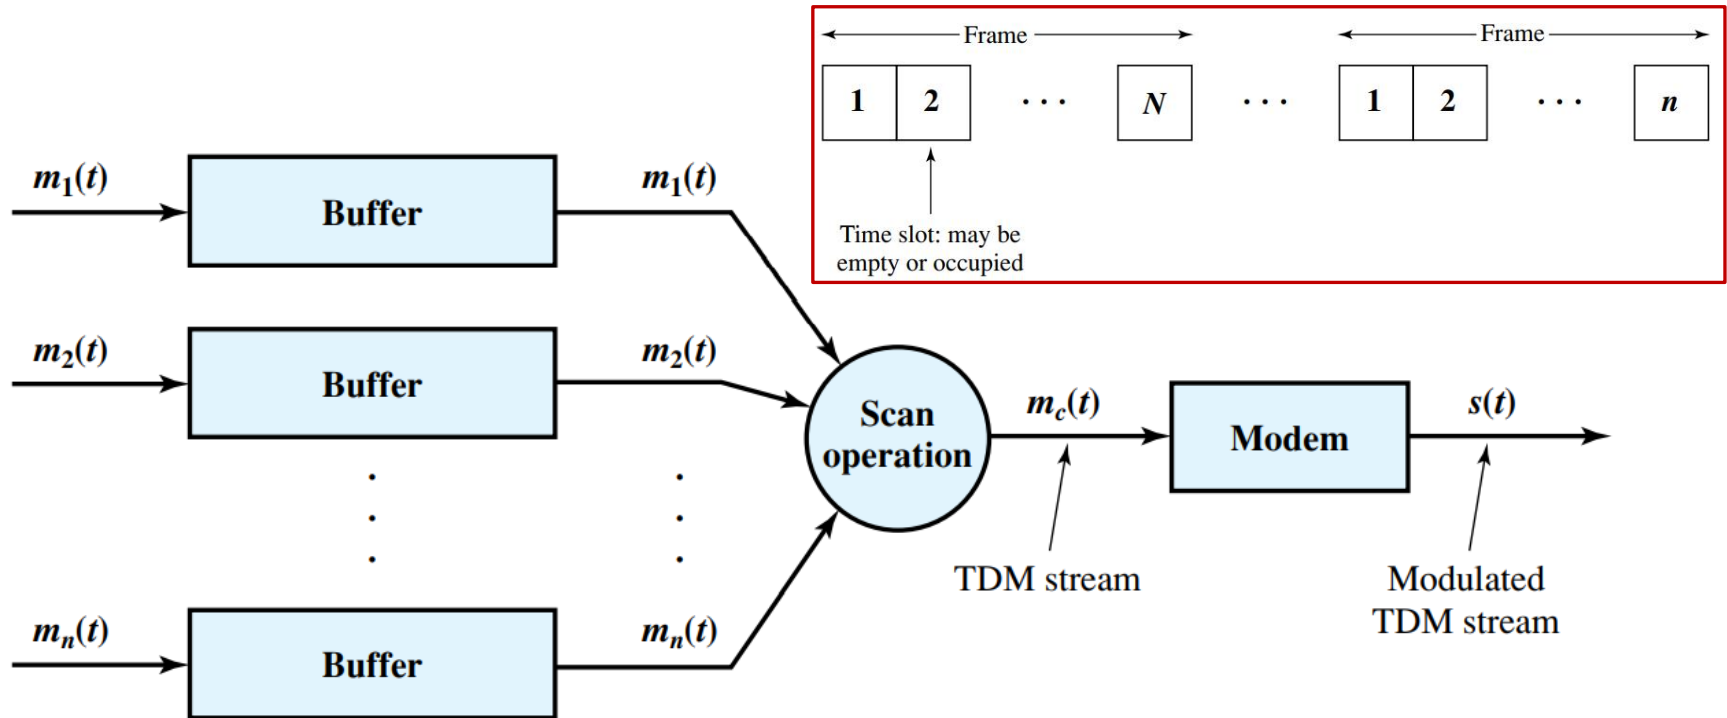 Frame
Frame
1 2 · · · N · · · 1 2 · · · n
Time slot: may be
empty or occupied
m1(t)
Buffer
m1(t)
m2(t)
Buffer
m2(t)
Scan
operation
mc(t)
Modem
s(t)
TDM stream
Modulated
TDM stream
mn(t)
Buffer
mn(t)